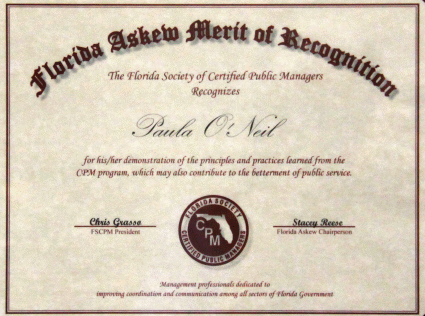 Florida Askew Merit of Recognition
The Florida Society of Certified Public Managers
Recognizes
Paula O'Neil
for his/her demonstration of the principles and practices learned from the
CPM program, which may also contribute to the betterment of public service.
Chris Grasso
FSCPM President
FLORIDA SOCIETY
CPM
CERTIFIED PUBLIC MANAGERS
Stacey Reese
Florida Askew Chairperson
Management professionals dedicated to
improving coordination and communication among all sectors of Florida Government